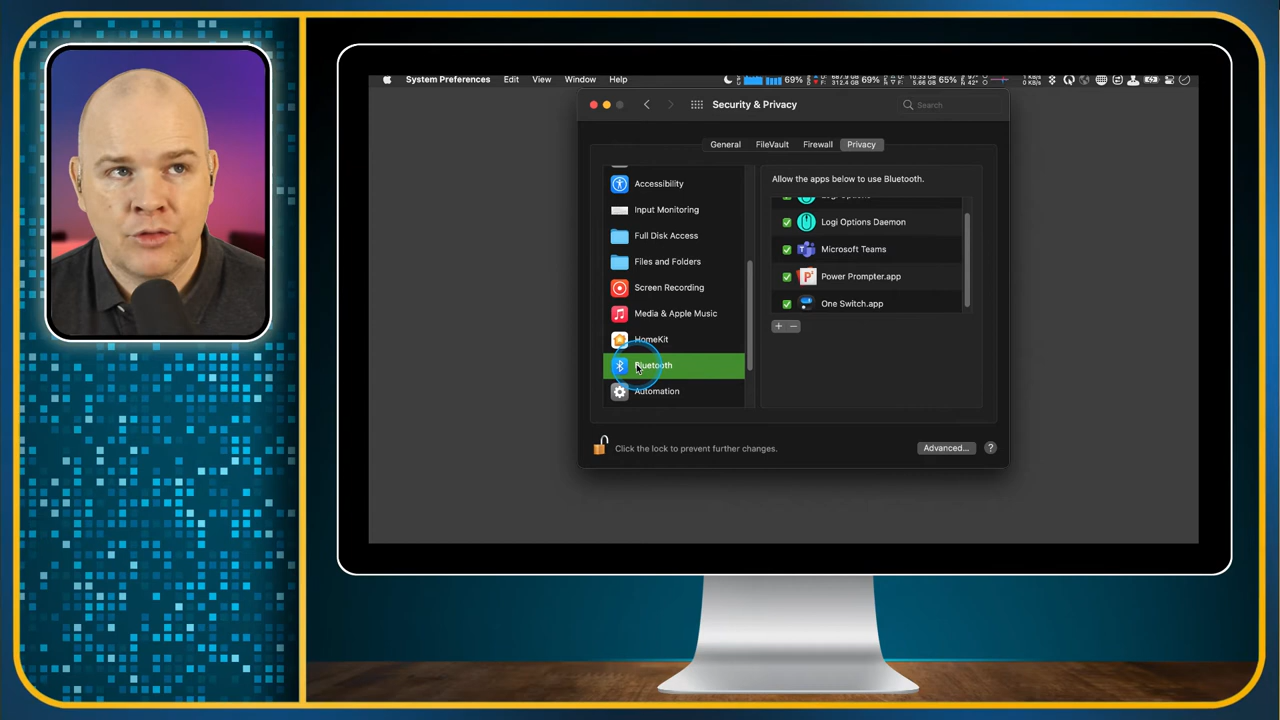 System Preferences Edit View Window Help
69% 69% 65%
Security & Privacy
Search
General FileVault Firewall Privacy
Allow the apps below to use Bluetooth.
Accessibility
Input Monitoring
Full Disk Access
Files and Folders
Screen Recording
Media & Apple Music
HomeKit
Bluetooth
Automation
Logi Options Daemon
Microsoft Teams
Power Prompter.app
One Switch.app
+ −
Click the lock to prevent further changes.
Advanced... ?